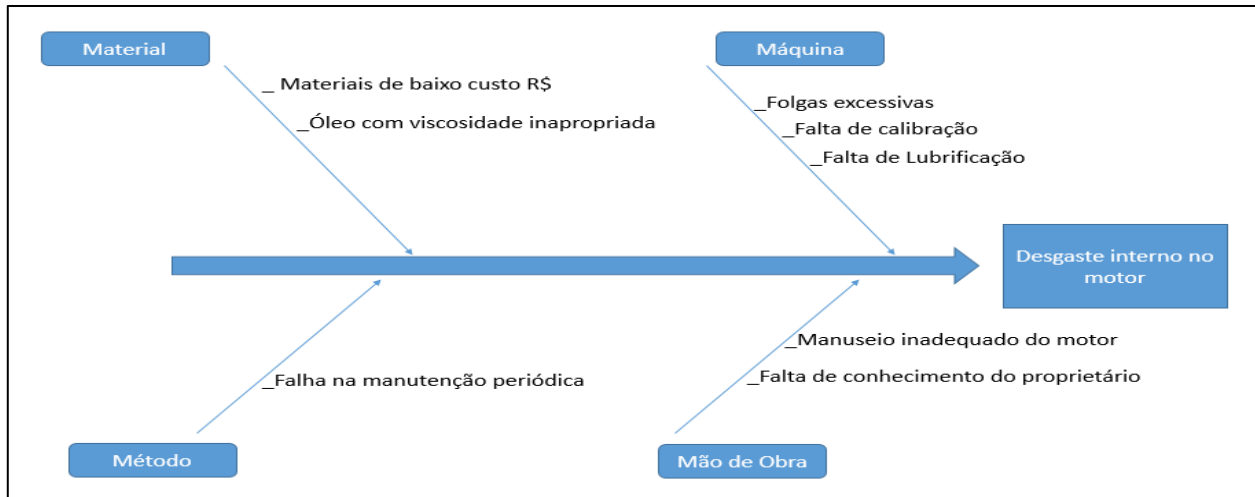 Material
_ Materiais de baixo custo R$
_Óleo com viscosidade inapropriada
Máquina
_Folgas excessivas
_Falta de calibração
_Falta de Lubrificação
Desgaste interno no
motor
_Falha na manutenção periódica
Método
_Manuseio inadequado do motor
_Falta de conhecimento do proprietário
Mão de Obra